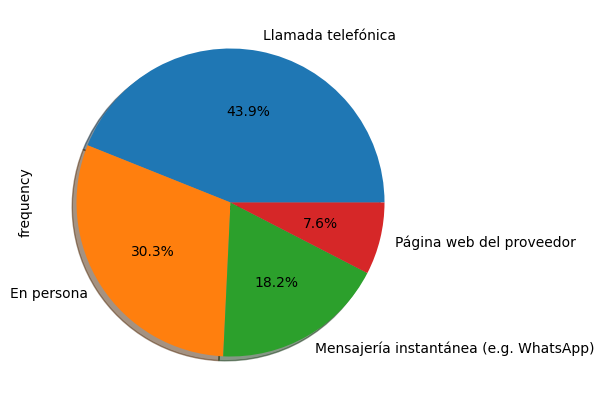 Llamada telefónica
43.9%
frequency
30.3%
7.6%
Página web del proveedor
18.2%
En persona
Mensajería instantánea (e.g. WhatsApp)